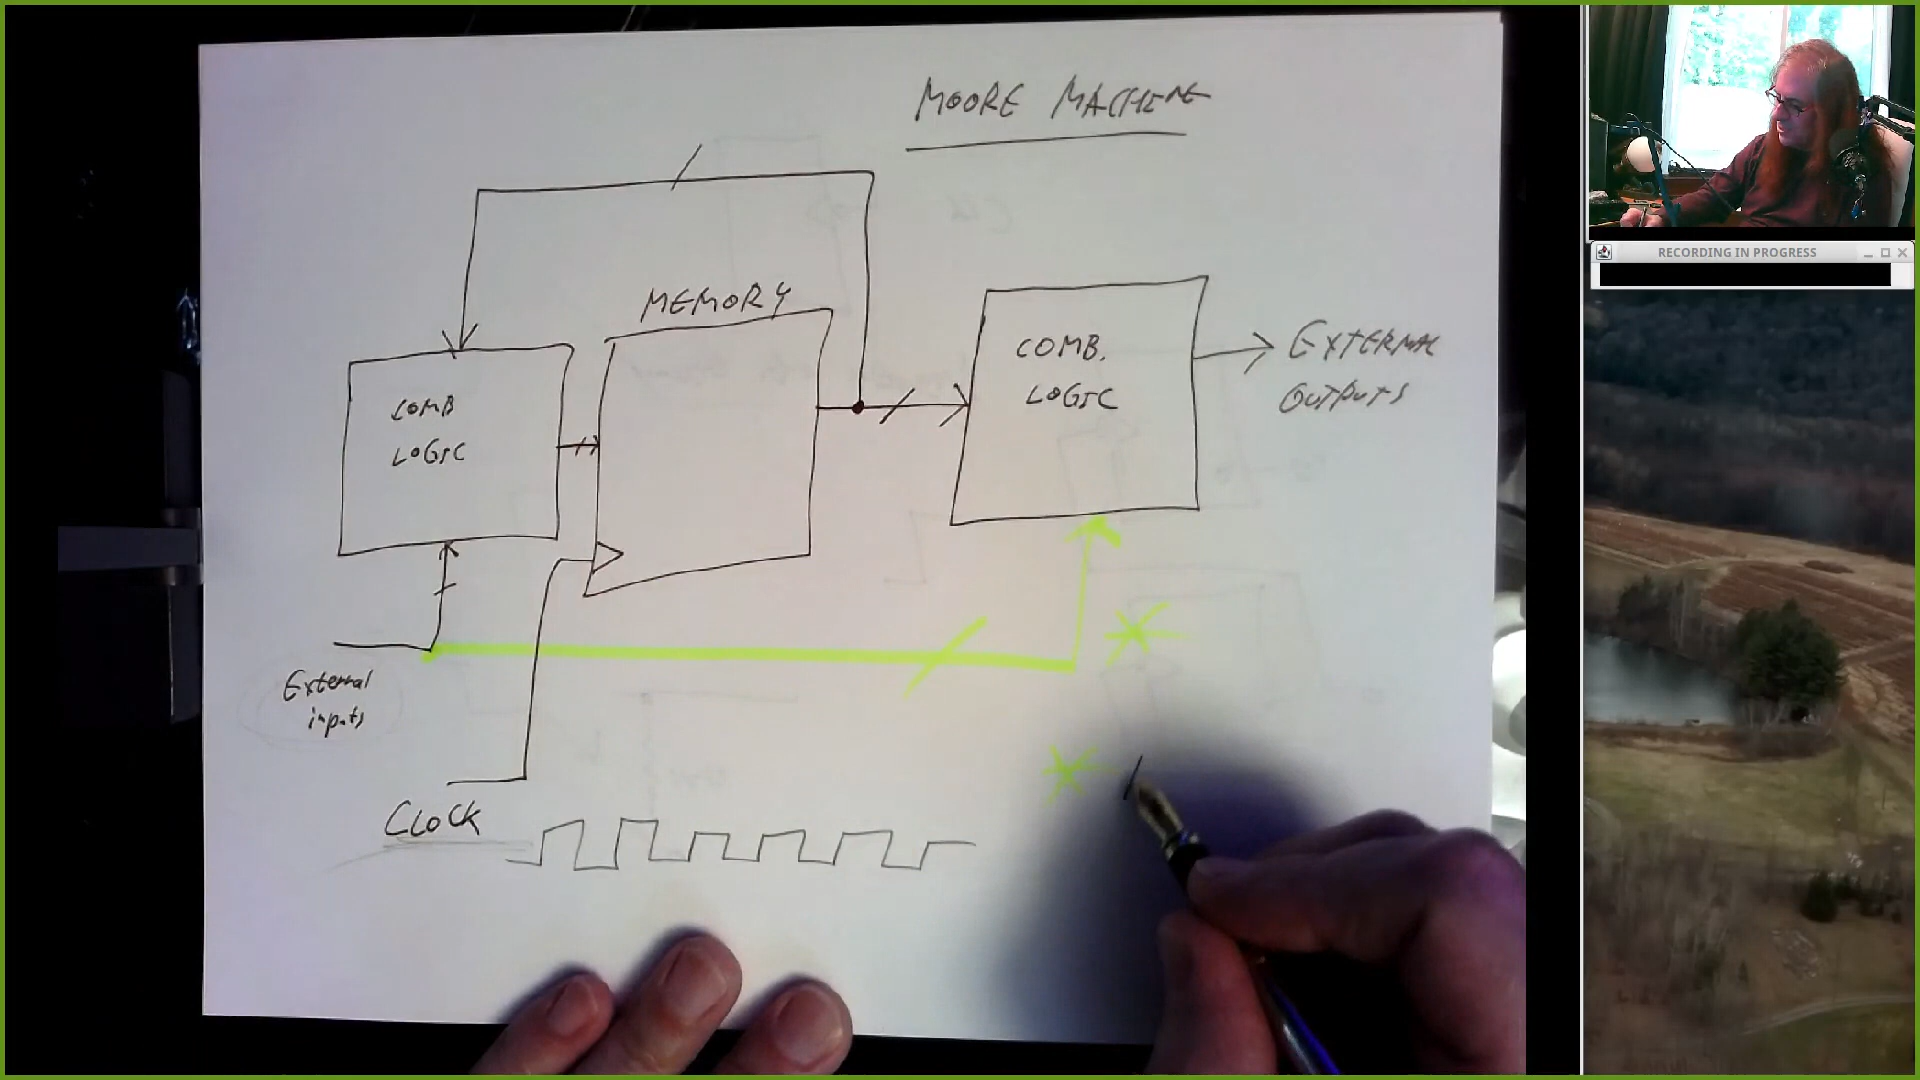 MOORE MACHINE
MEMORY
COMB
LOGIC
COMB.
LOGIC
EXTERNAL
OUTPUTS
External
inputs
CLOCK
RECORDING IN PROGRESS